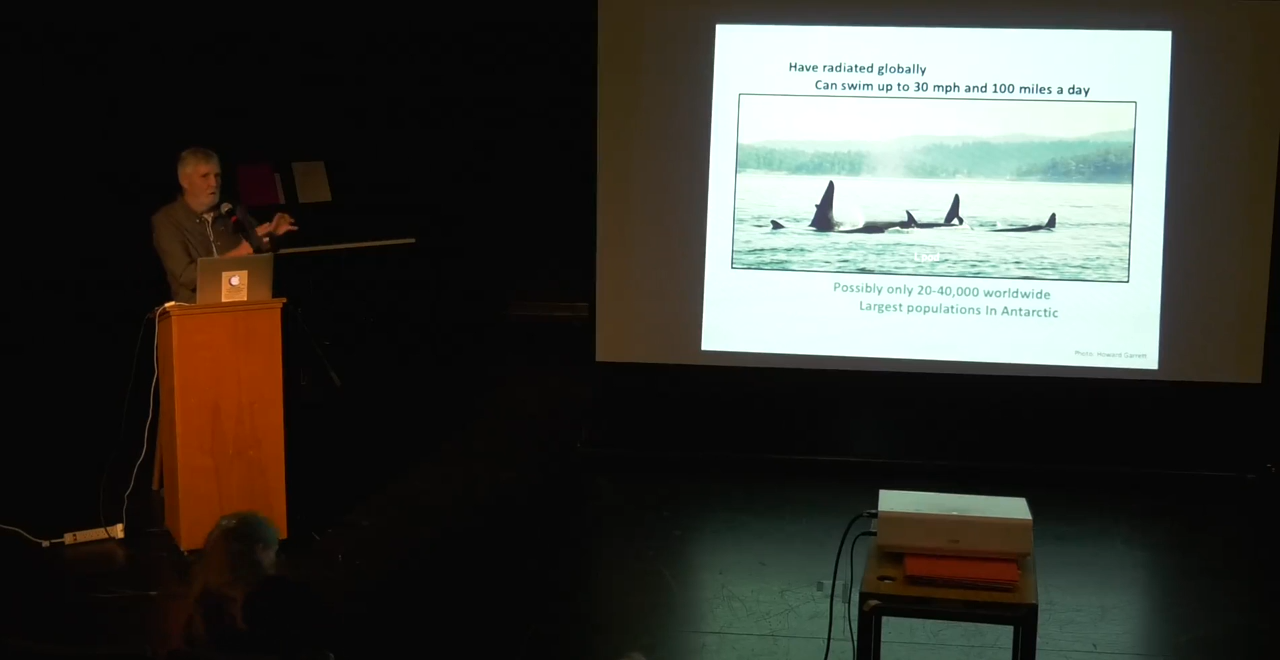 Have radiated globally
Can swim up to 30 mph and 100 miles a day
L pod
Possibly only 20-40,000 worldwide
Largest populations In Antarctic
Photo: Howard Garrett